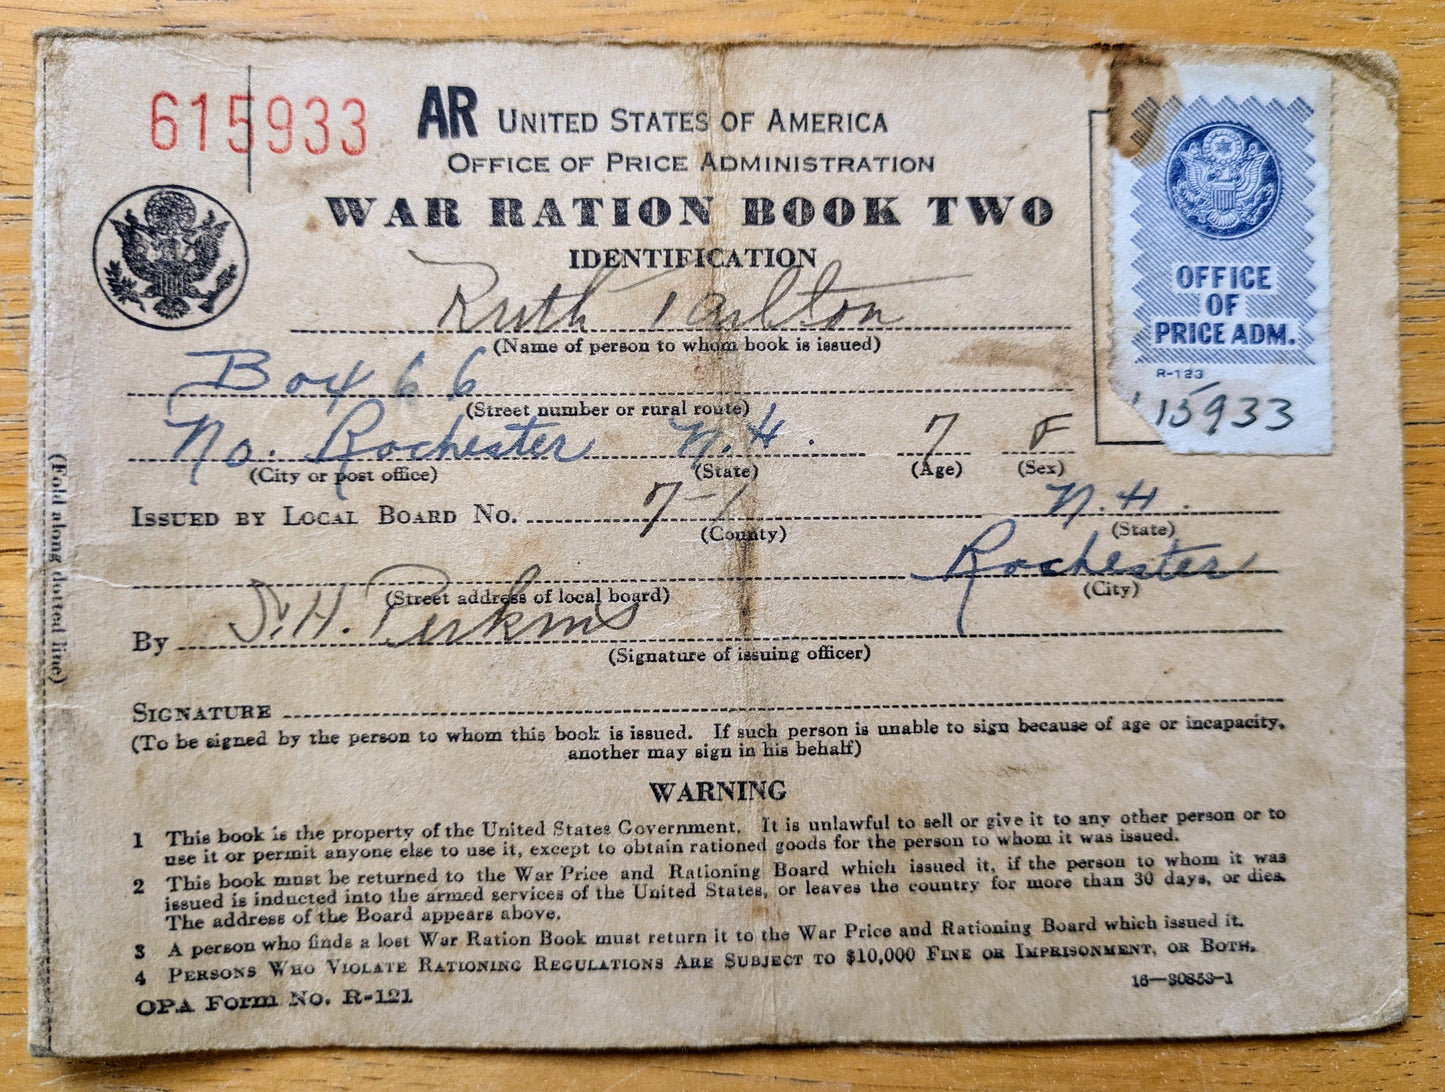 615933
AR UNITED STATES OF AMERICA
OFFICE OF PRICE ADMINISTRATION
WAR RATION BOOK TWO
IDENTIFICATION
OFFICE
OF
PRICE ADM.
R-123
15933
Ruth Tarlton
(Name of person to whom book is issued)
Box 66
(Street number or rural route)
No. Rochester N.H. 7 F
(City or post office) (State) (Age) (Sex)
ISSUED BY LOCAL BOARD No. 7-1 N.H.
(County) (State)
Rochester
(Street address of local board) (City)
By S.H. Perkins
(Signature of issuing officer)
SIGNATURE
(To be signed by the person to whom this book is issued. If such person is unable to sign because of age or incapacity,
another may sign in his behalf)
WARNING
1 This book is the property of the United States Government. It is unlawful to sell or give it to any other person or to
use it or permit anyone else to use it, except to obtain rationed goods for the person to whom it was issued.
2 This book must be returned to the War Price and Rationing Board which issued it, if the person to whom it was
issued is inducted into the armed services of the United States, or leaves the country for more than 30 days, or dies.
The address of the Board appears above.
3 A person who finds a lost War Ration Book must return it to the War Price and Rationing Board which issued it.
4 PERSONS WHO VIOLATE RATIONING REGULATIONS ARE SUBJECT TO $10,000 FINE OR IMPRISONMENT, OR BOTH.
OPA Form No. R-121
16—30853-1
(Fold along dotted line)